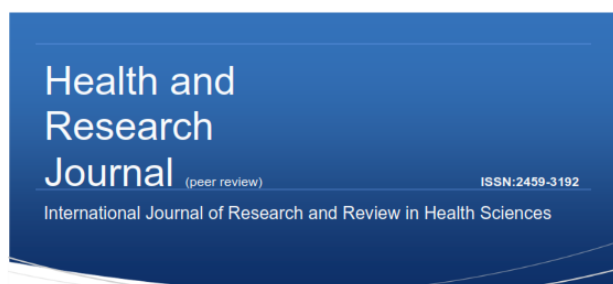 Health and
Research
Journal (peer review) ISSN:2459-3192
International Journal of Research and Review in Health Sciences